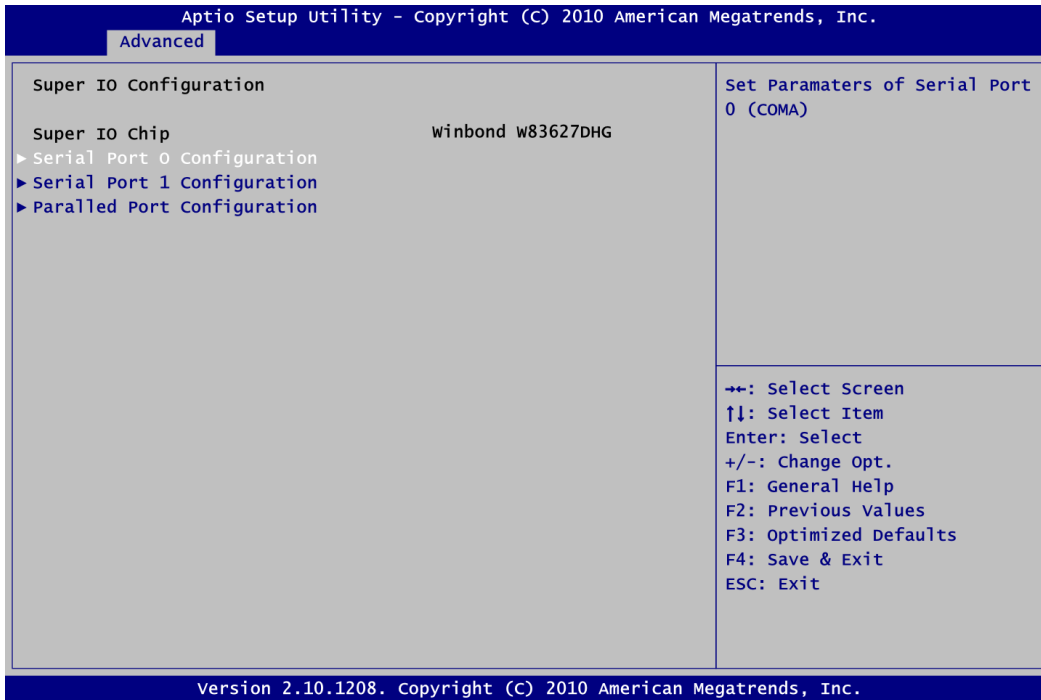 Aptio Setup Utility - Copyright (C) 2010 American Megatrends, Inc.
Advanced
Super IO Configuration
Super IO Chip Winbond W83627DHG
▶ Serial Port 0 Configuration
▶ Serial Port 1 Configuration
▶ Paralled Port Configuration
Set Paramaters of Serial Port
0 (COMA)
→←: Select Screen
↑↓: Select Item
Enter: Select
+/-: Change Opt.
F1: General Help
F2: Previous Values
F3: Optimized Defaults
F4: Save & Exit
ESC: Exit
Version 2.10.1208. Copyright (C) 2010 American Megatrends, Inc.